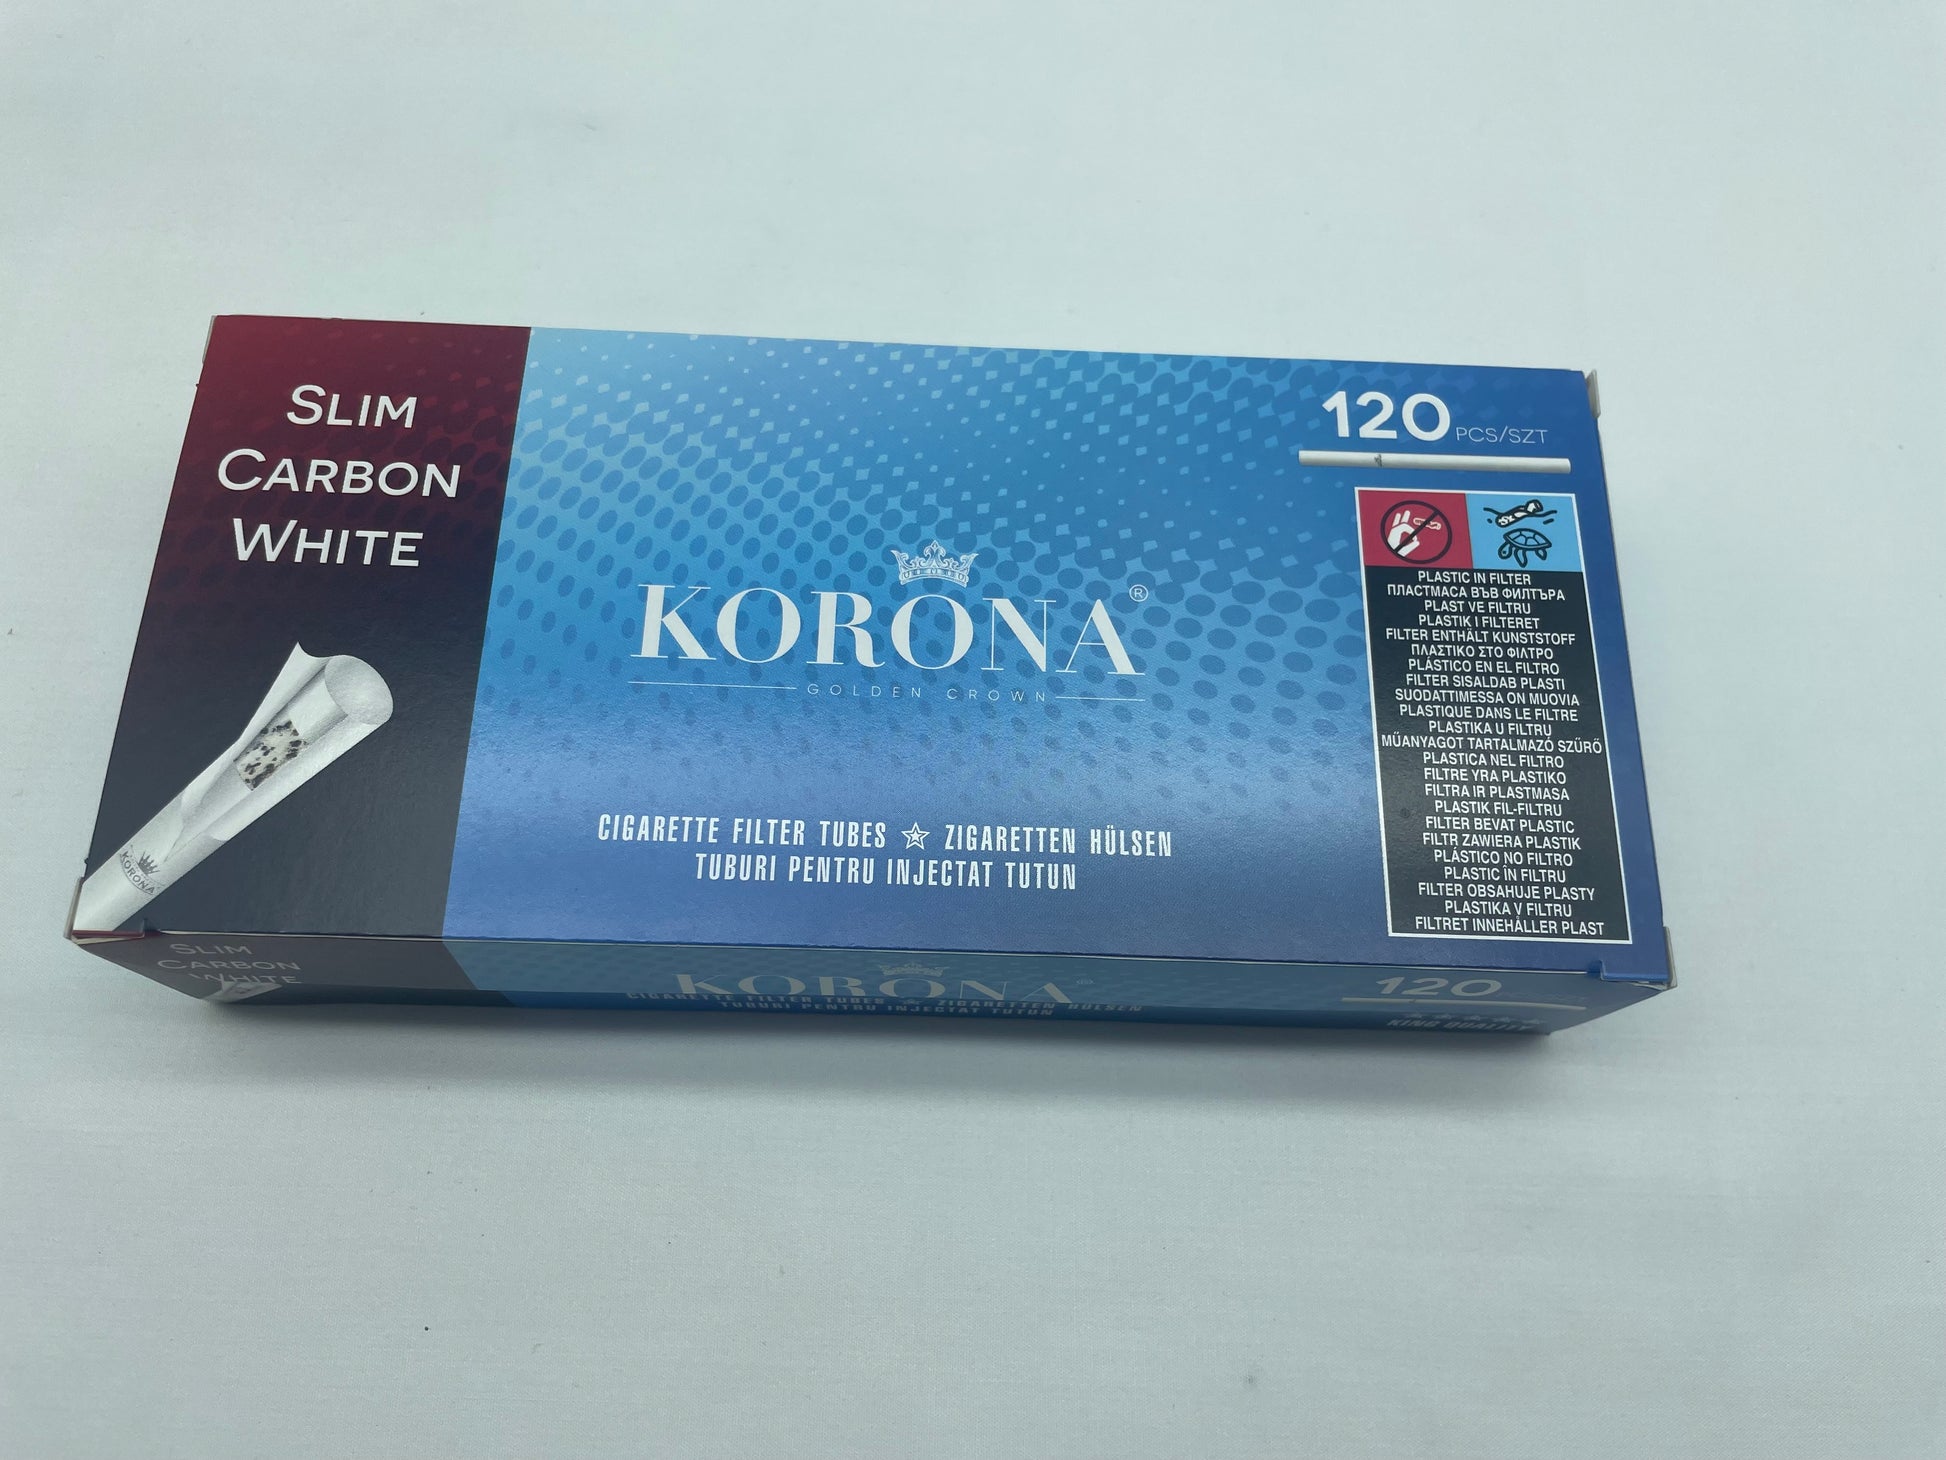 SLIM
CARBON
WHITE
KORONA
KORONA®
GOLDEN CROWN
CIGARETTE FILTER TUBES ☆ ZIGARETTEN HÜLSEN
TUBURI PENTRU INJECTAT TUTUN
120 PCS/SZT
PLASTIC IN FILTER
ПЛАСТМАСА ВЪВ ФИЛТЪРА
PLAST VE FILTRU
PLASTIK I FILTERET
FILTER ENTHÄLT KUNSTSTOFF
ΠΛΑΣΤΙΚΟ ΣΤΟ ΦΙΛΤΡΟ
PLÁSTICO EN EL FILTRO
FILTER SISALDAB PLASTI
SUODATTIMESSA ON MUOVIA
PLASTIQUE DANS LE FILTRE
PLASTIKA U FILTRU
MŰANYAGOT TARTALMAZÓ SZŰRŐ
PLASTICA NEL FILTRO
FILTRE YRA PLASTIKO
FILTRA IR PLASTMASA
PLASTIK FIL-FILTRU
FILTER BEVAT PLASTIC
FILTR ZAWIERA PLASTIK
PLÁSTICO NO FILTRO
PLASTIC ÎN FILTRU
FILTER OBSAHUJE PLASTY
PLASTIKA V FILTRU
FILTRET INNEHÅLLER PLAST
SLIM
CARBON
WHITE
KORONA®
CIGARETTE FILTER TUBES ☆ ZIGARETTEN HÜLSEN
TUBURI PENTRU INJECTAT TUTUN
120
KING QUALITY